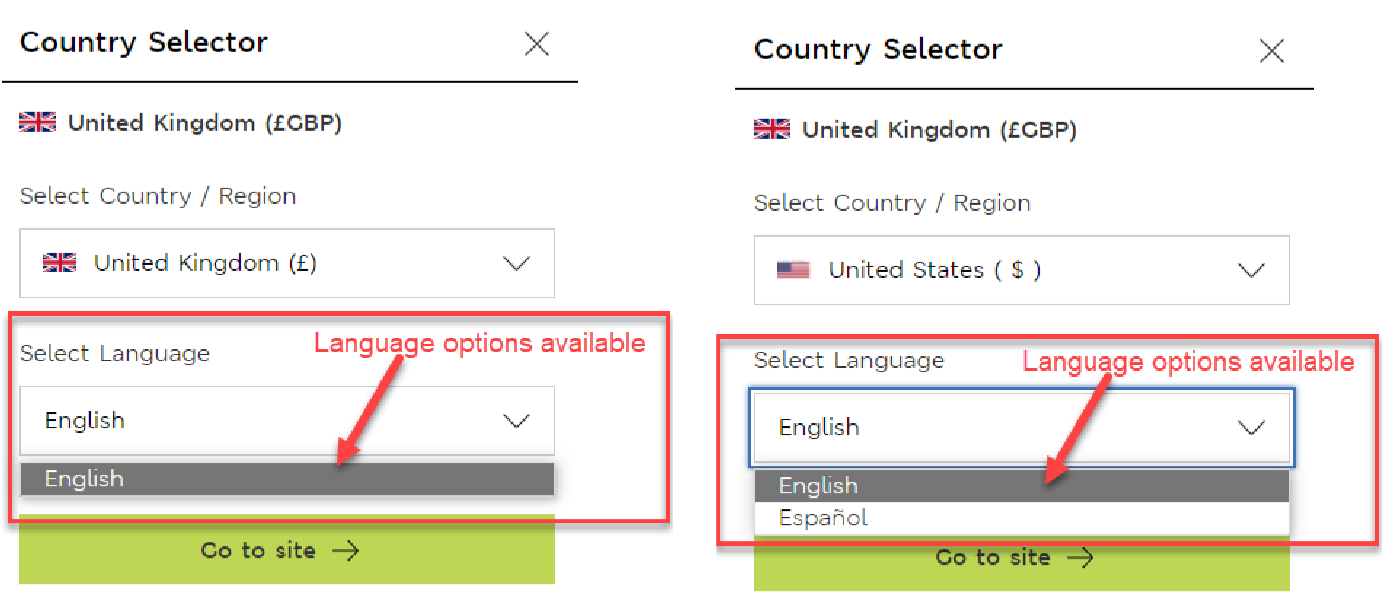 Country Selector
United Kingdom (£GBP)
Select Country / Region
United Kingdom (£)
Language options available
Select Language
English
English
Go to site
Country Selector
United Kingdom (£GBP)
Select Country / Region
United States ( $ )
Select Language
Language options available
English
English
Español
Go to site